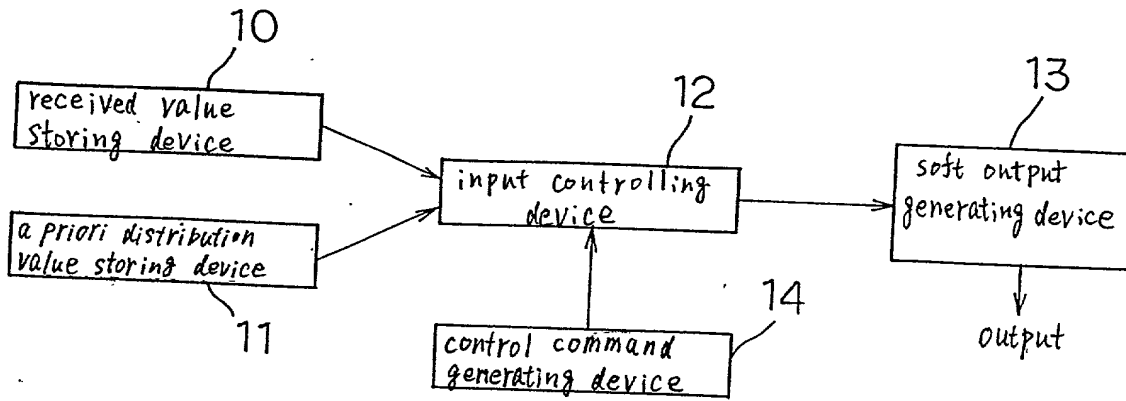 10
received value
storing device
a priori distribution
value storing device
11
12
input controlling
device
14
control command
generating device
13
soft output
generating device
output